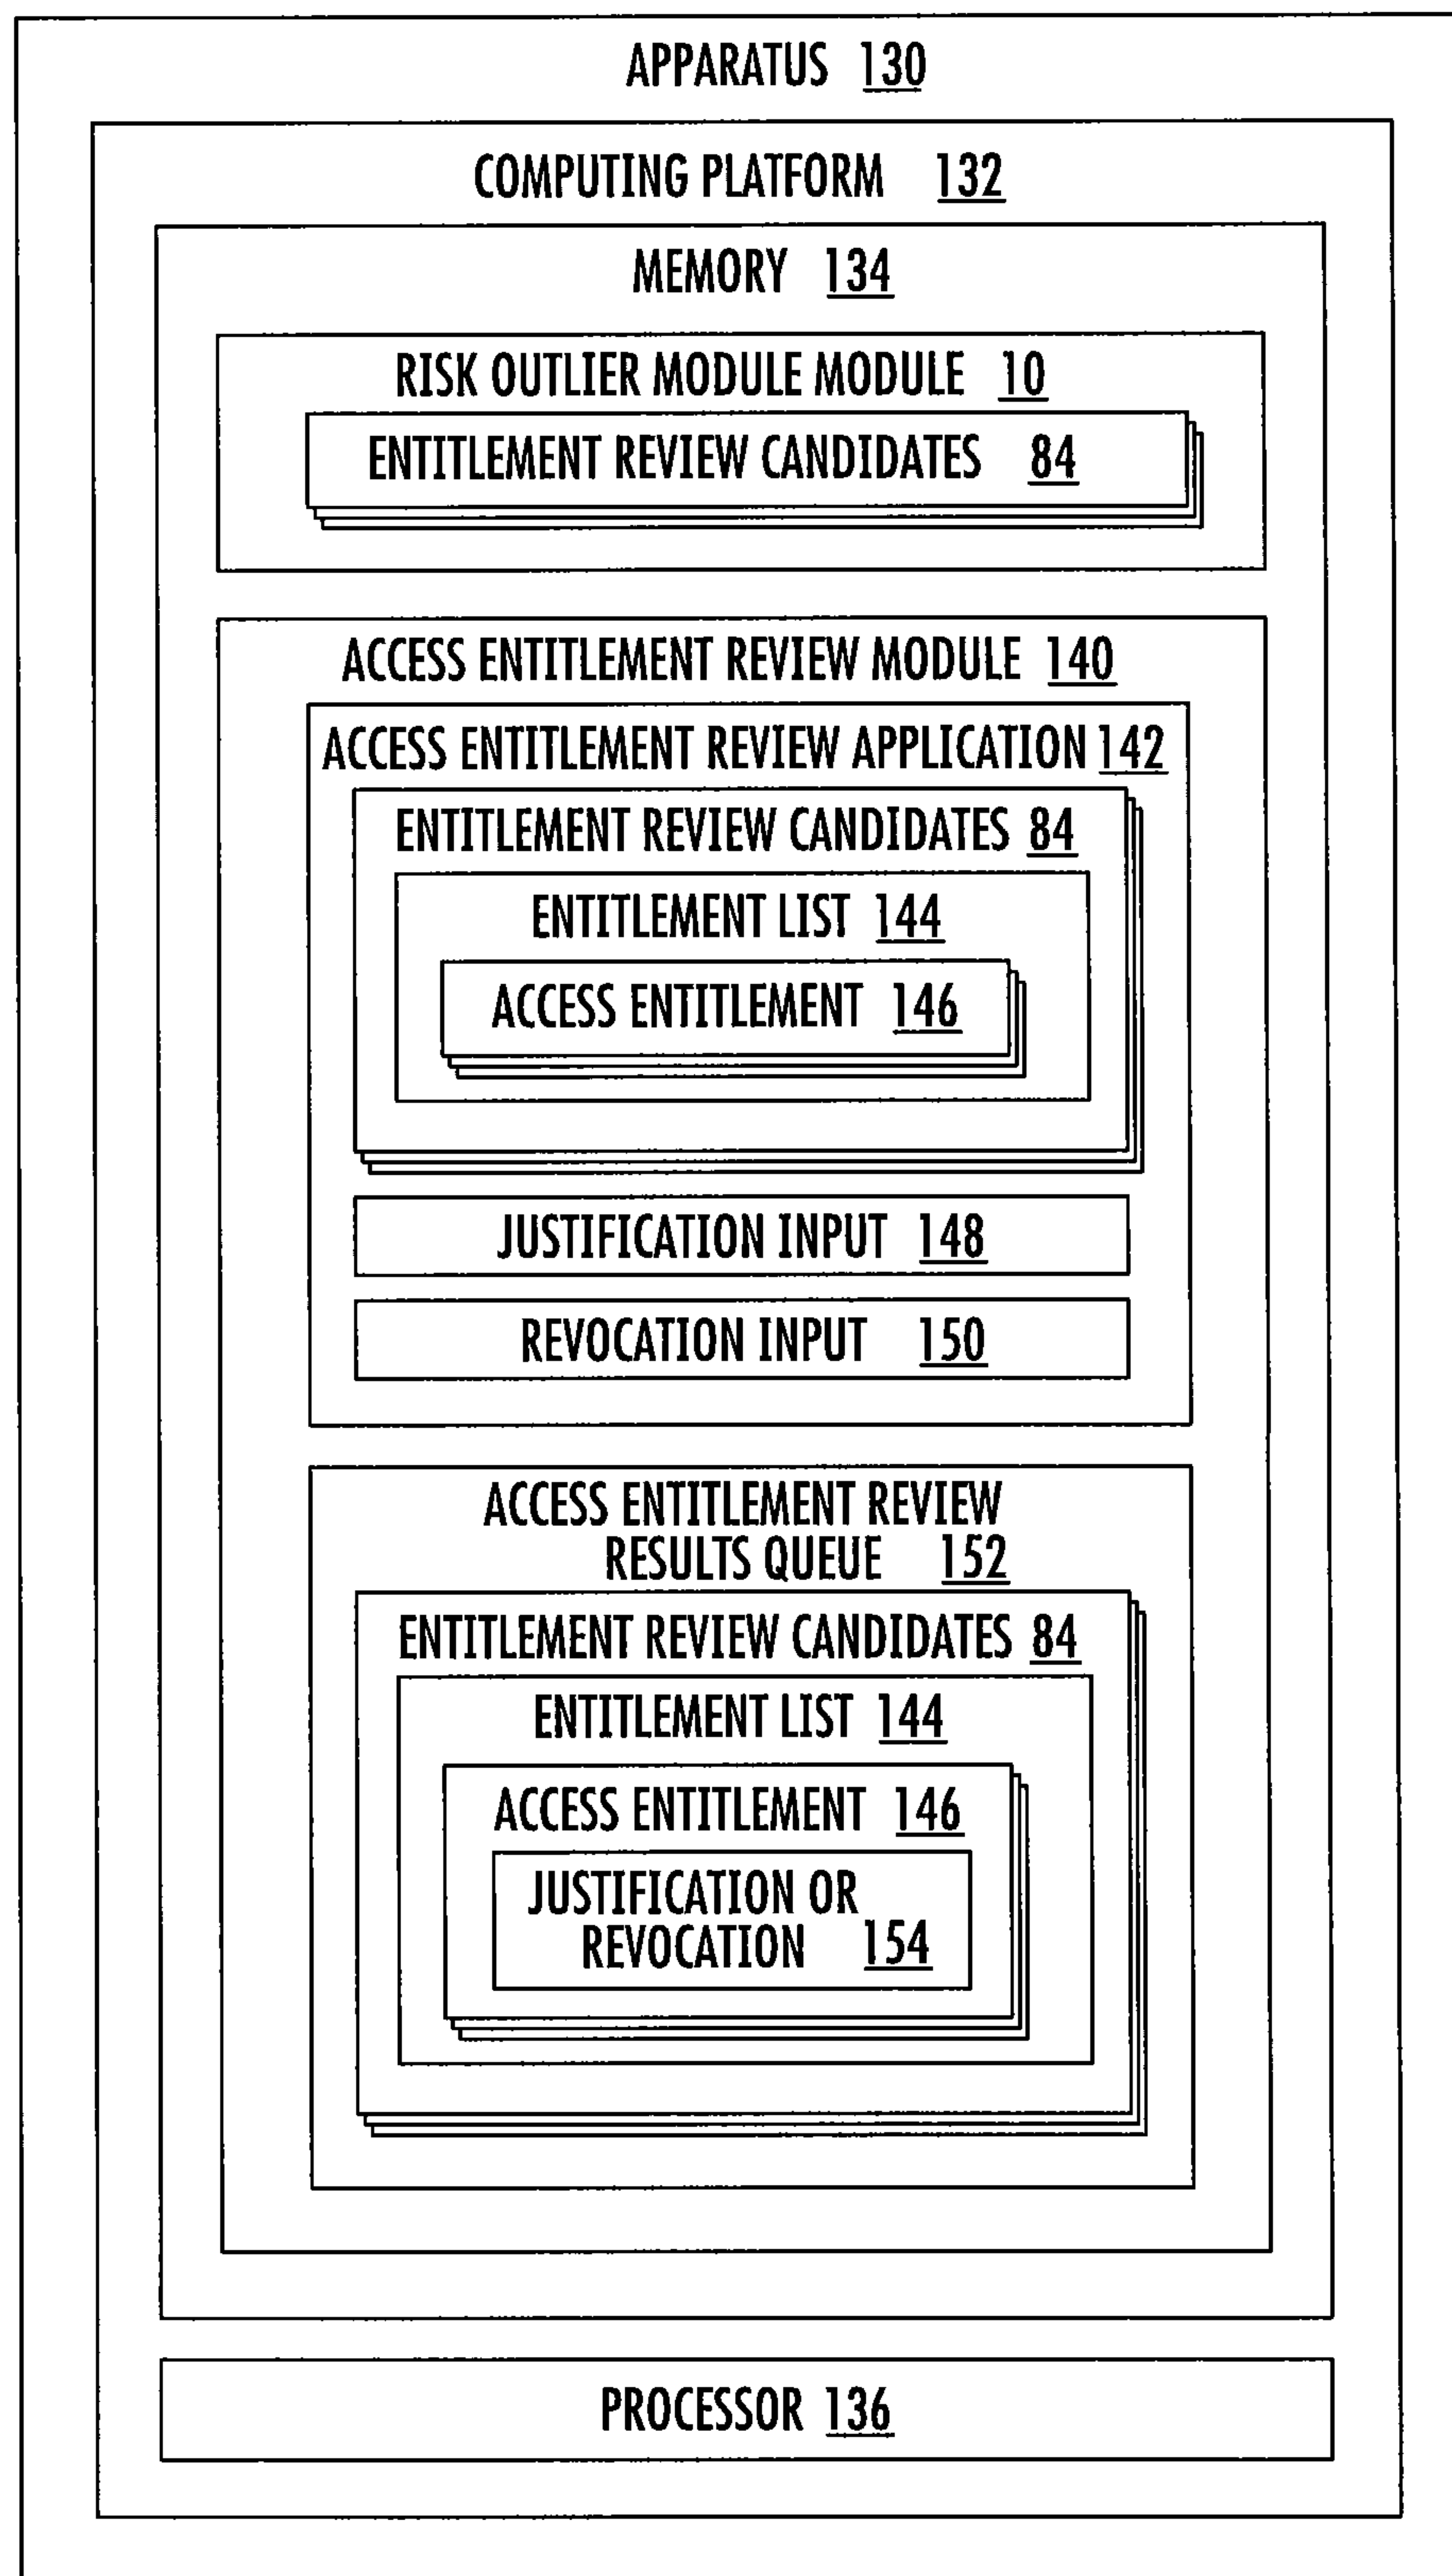 APPARATUS 130
COMPUTING PLATFORM 132
MEMORY 134
RISK OUTLIER MODULE MODULE 10
ENTITLEMENT REVIEW CANDIDATES 84
ACCESS ENTITLEMENT REVIEW MODULE 140
ACCESS ENTITLEMENT REVIEW APPLICATION 142
ENTITLEMENT REVIEW CANDIDATES 84
ENTITLEMENT LIST 144
ACCESS ENTITLEMENT 146
JUSTIFICATION INPUT 148
REVOCATION INPUT 150
ACCESS ENTITLEMENT REVIEW
RESULTS QUEUE 152
ENTITLEMENT REVIEW CANDIDATES 84
ENTITLEMENT LIST 144
ACCESS ENTITLEMENT 146
JUSTIFICATION OR
REVOCATION 154
PROCESSOR 136